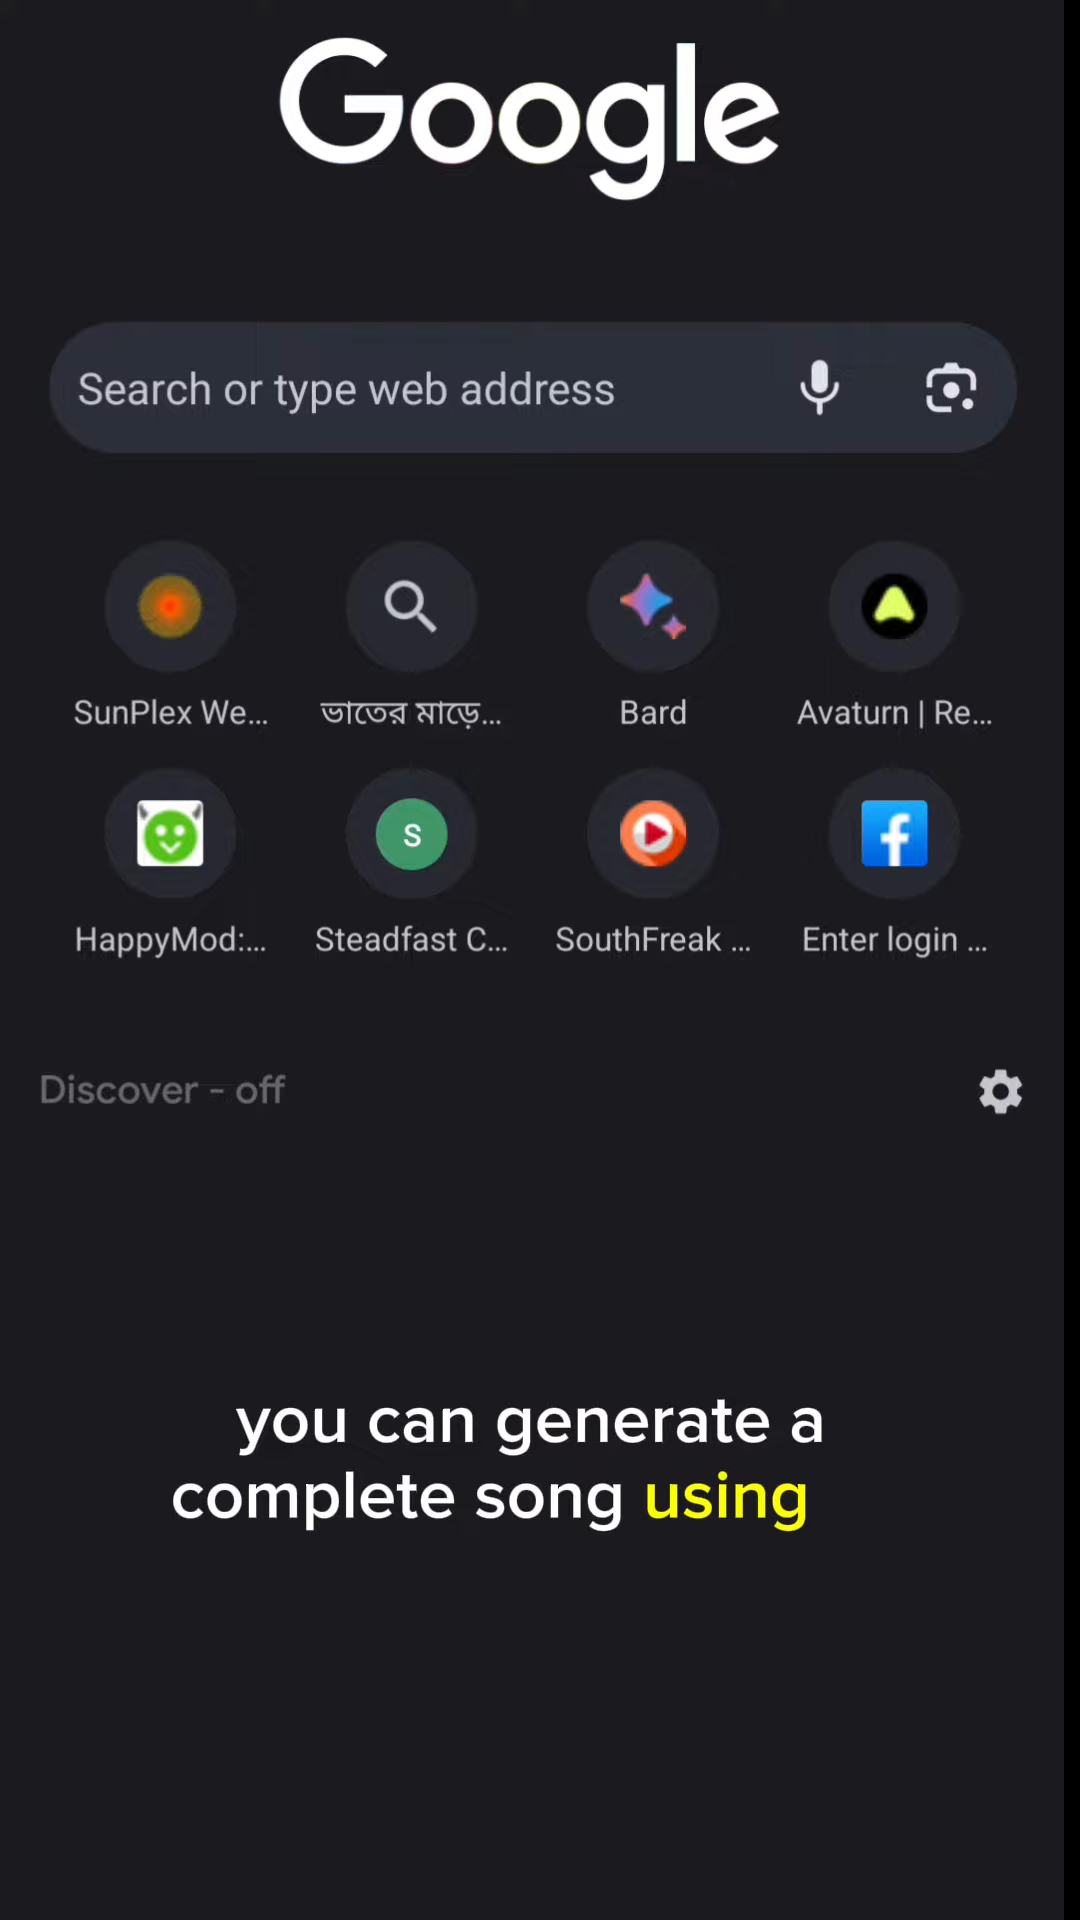 Google
Search or type web address
SunPlex We...
ভাতের মাড়ে...
Bard
Avaturn | Re...
HappyMod:...
S
Steadfast C...
SouthFreak ...
Enter login ...
Discover – off
you can generate a
complete song using